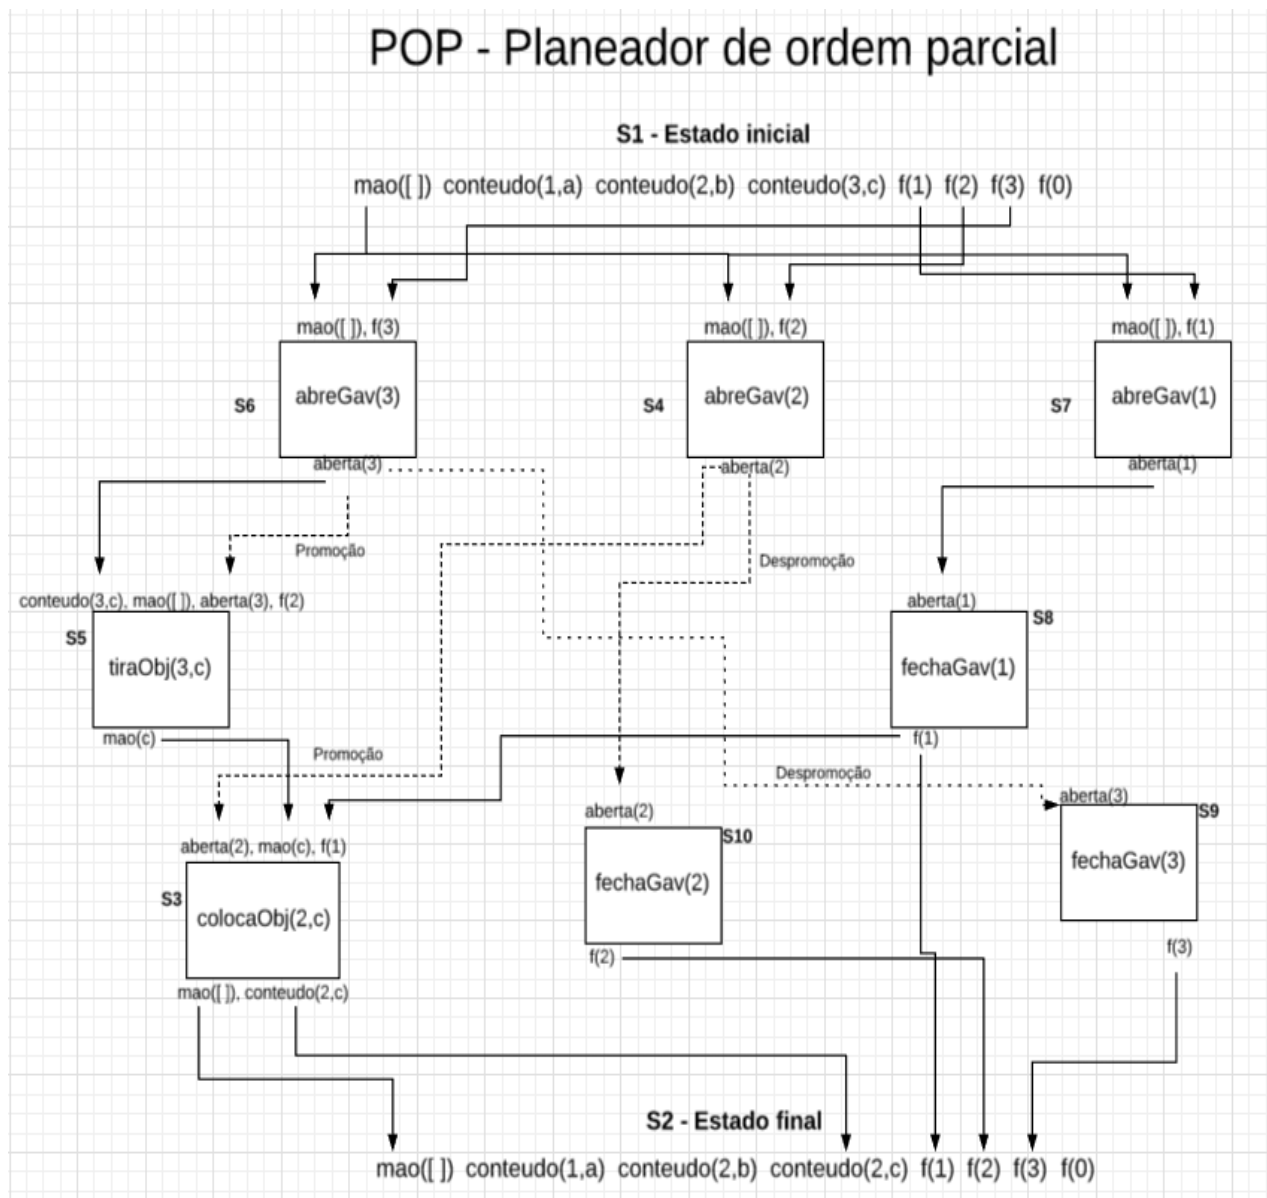 POP - Planeador de ordem parcial
S1 - Estado inicial
mao([ ]) conteudo(1,a) conteudo(2,b) conteudo(3,c) f(1) f(2) f(3) f(0)
mao([ ]), f(3)
mao([ ]), f(2)
mao([ ]), f(1)
S6
abreGav(3)
S4
abreGav(2)
S7
abreGav(1)
aberta(3)
aberta(2)
aberta(1)
Promoção
Despromoção
conteudo(3,c), mao([ ]), aberta(3), f(2)
aberta(1)
S5
tiraObj(3,c)
S8
fechaGav(1)
mao(c)
f(1)
Promoção
Despromoção
aberta(2)
aberta(3)
aberta(2), mao(c), f(1)
S10
S9
S3
colocaObj(2,c)
fechaGav(2)
fechaGav(3)
f(2)
f(3)
mao([ ]), conteudo(2,c)
S2 - Estado final
mao([ ]) conteudo(1,a) conteudo(2,b) conteudo(2,c) f(1) f(2) f(3) f(0)